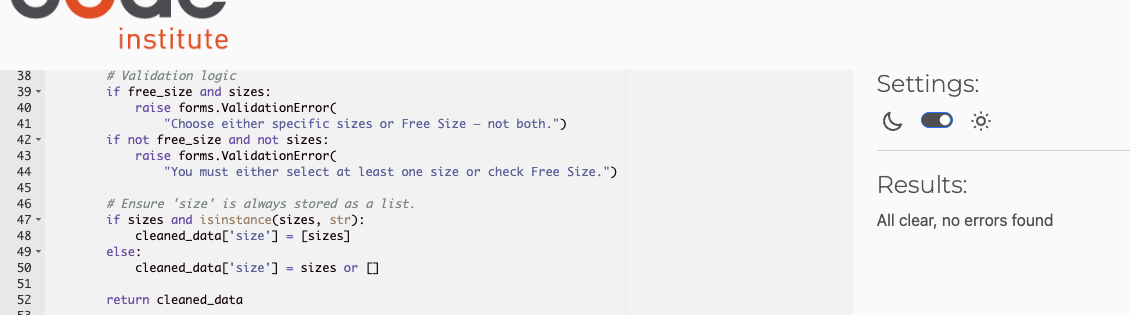 code
institute
38 # Validation logic
39 if free_size and sizes:
40 raise forms.ValidationError(
41 "Choose either specific sizes or Free Size – not both.")
42 if not free_size and not sizes:
43 raise forms.ValidationError(
44 "You must either select at least one size or check Free Size.")
45
46 # Ensure 'size' is always stored as a list.
47 if sizes and isinstance(sizes, str):
48 cleaned_data['size'] = [sizes]
49 else:
50 cleaned_data['size'] = sizes or []
51
52 return cleaned_data
53
Settings:
Results:
All clear, no errors found